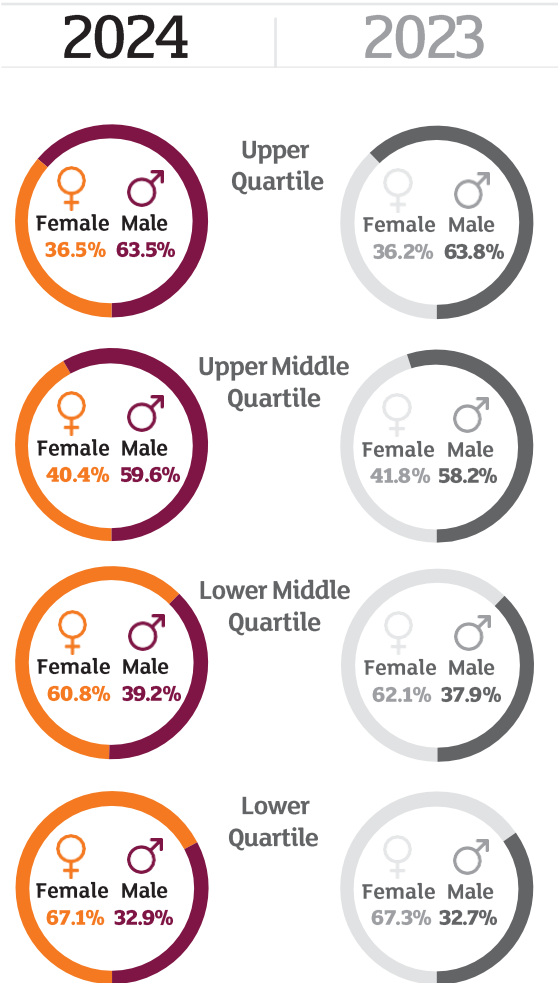 2024 2023
Upper
Quartile
Female Male
36.5% 63.5%
Female Male
36.2% 63.8%
Upper Middle
Quartile
Female Male
40.4% 59.6%
Female Male
41.8% 58.2%
Lower Middle
Quartile
Female Male
60.8% 39.2%
Female Male
62.1% 37.9%
Lower
Quartile
Female Male
67.1% 32.9%
Female Male
67.3% 32.7%